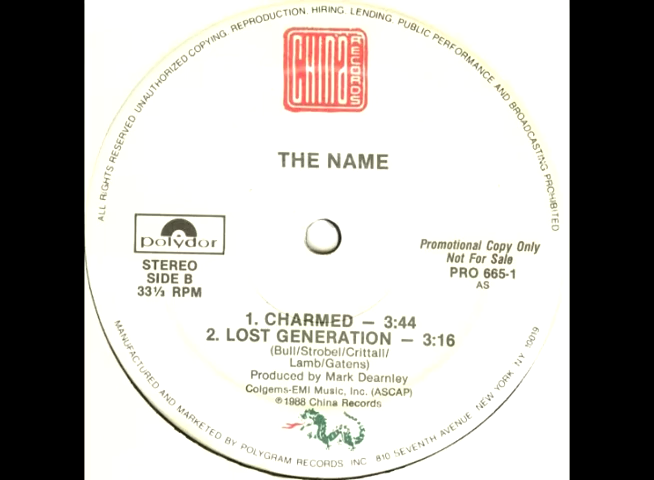 ALL RIGHTS RESERVED. UNAUTHORIZED COPYING, REPRODUCTION, HIRING, LENDING, PUBLIC PERFORMANCE AND BROADCASTING PROHIBITED
CHINA
RECORDS
THE NAME
polydor
STEREO
SIDE B
33⅓ RPM
Promotional Copy Only
Not For Sale
PRO 665-1
AS
1. CHARMED — 3:44
2. LOST GENERATION — 3:16
(Bull/Strobel/Crittall/
Lamb/Gatens)
Produced by Mark Dearnley
Colgems-EMI Music, Inc. (ASCAP)
℗1988 China Records
MANUFACTURED AND MARKETED BY POLYGRAM RECORDS, INC. 810 SEVENTH AVENUE, NEW YORK, NY 10019